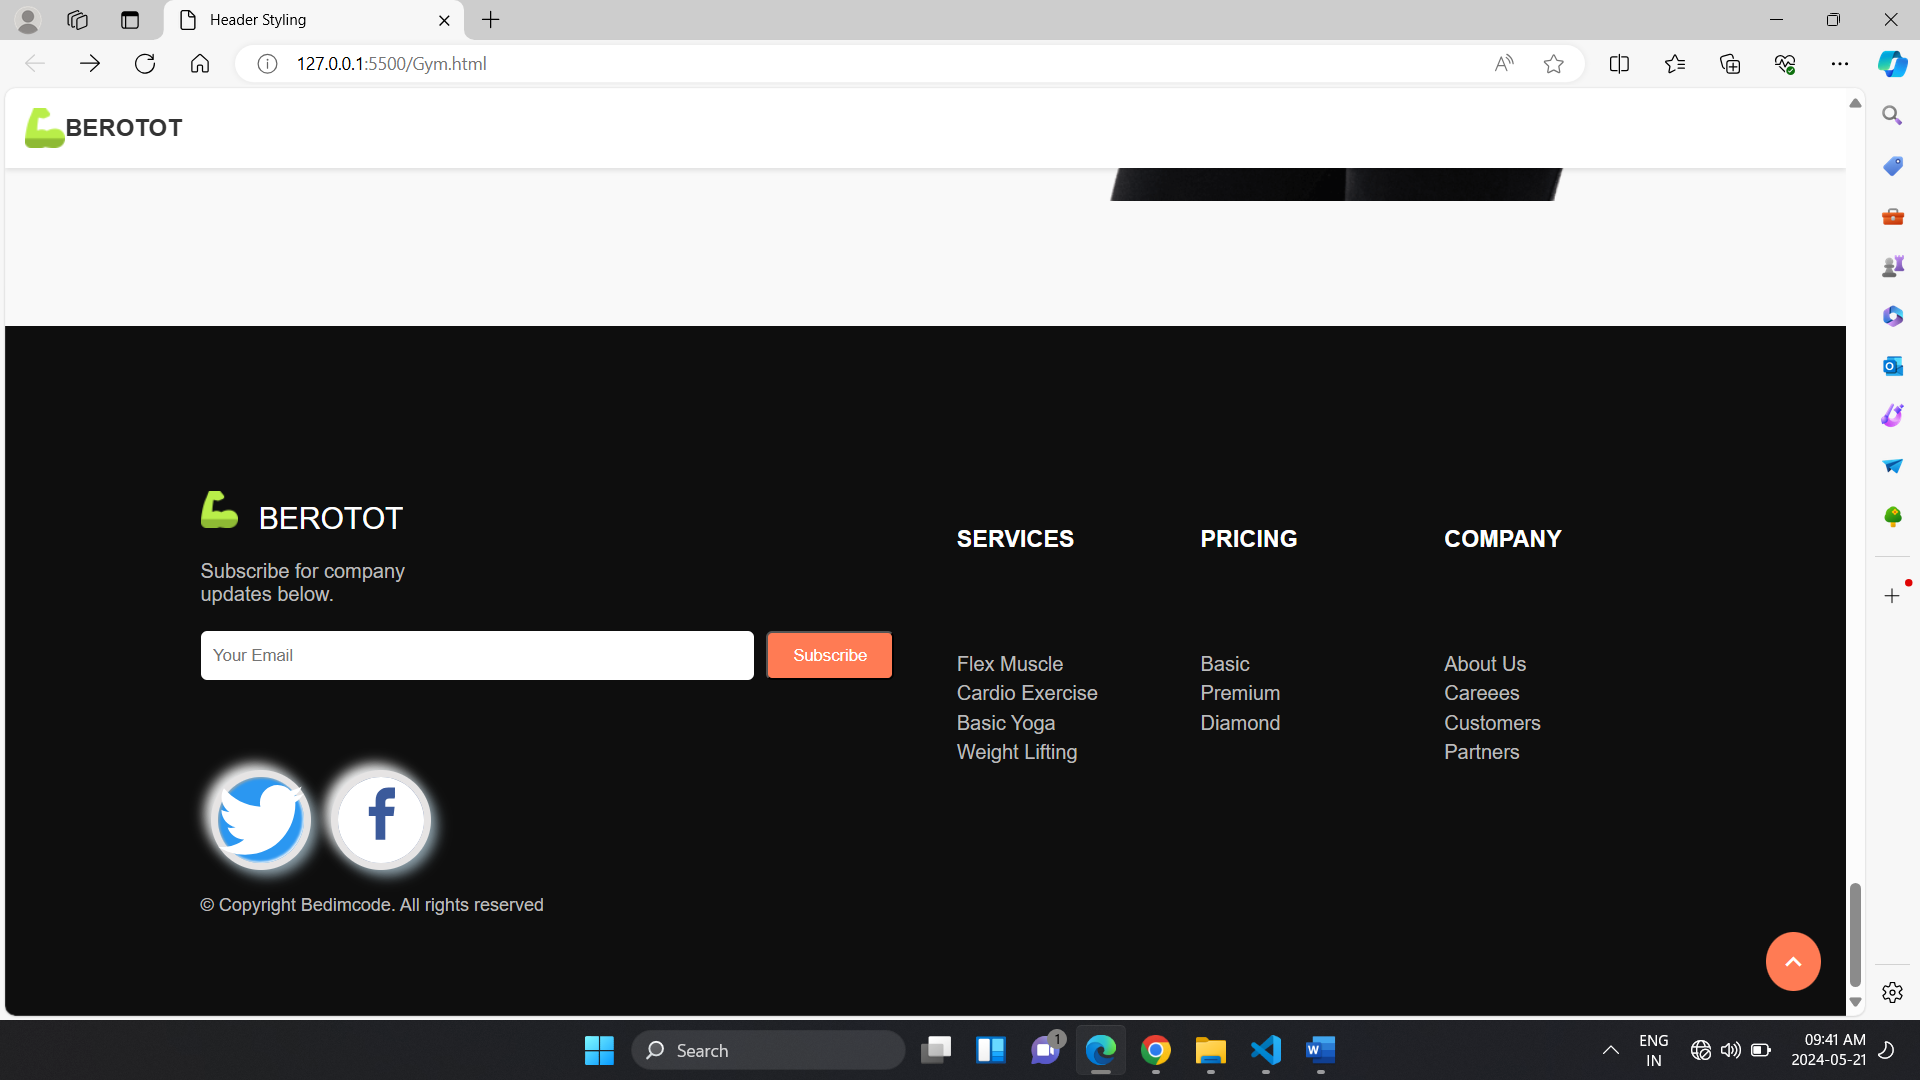 Header Styling
127.0.0.1:5500/Gym.html
BEROTOT
BEROTOT
Subscribe for company
updates below.
Your Email
Subscribe
© Copyright Bedimcode. All rights reserved
SERVICES
Flex Muscle
Cardio Exercise
Basic Yoga
Weight Lifting
PRICING
Basic
Premium
Diamond
COMPANY
About Us
Careees
Customers
Partners
Search
1
ENG
IN
09:41 AM
2024-05-21